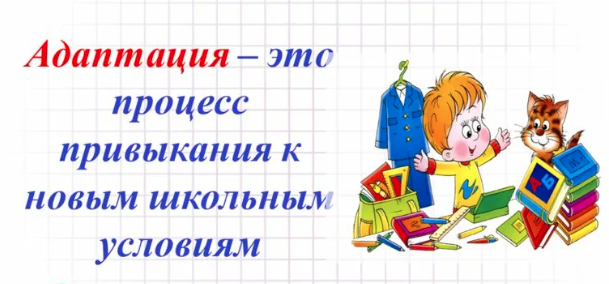 Адаптация – это
процесс
привыкания к
новым школьным
условиям
А Б